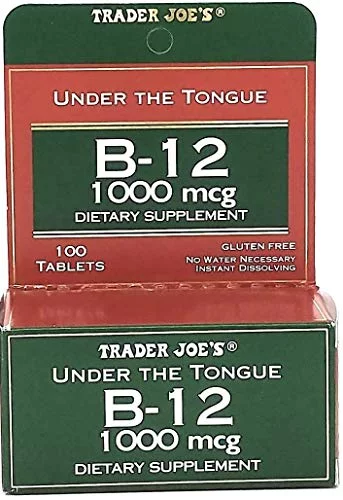 TRADER JOE'S®
UNDER THE TONGUE
B-12
1000 mcg
DIETARY SUPPLEMENT
100
TABLETS
GLUTEN FREE
NO WATER NECESSARY
INSTANT DISSOLVING
TRADER JOE'S®
UNDER THE TONGUE
B-12
1000 mcg
DIETARY SUPPLEMENT